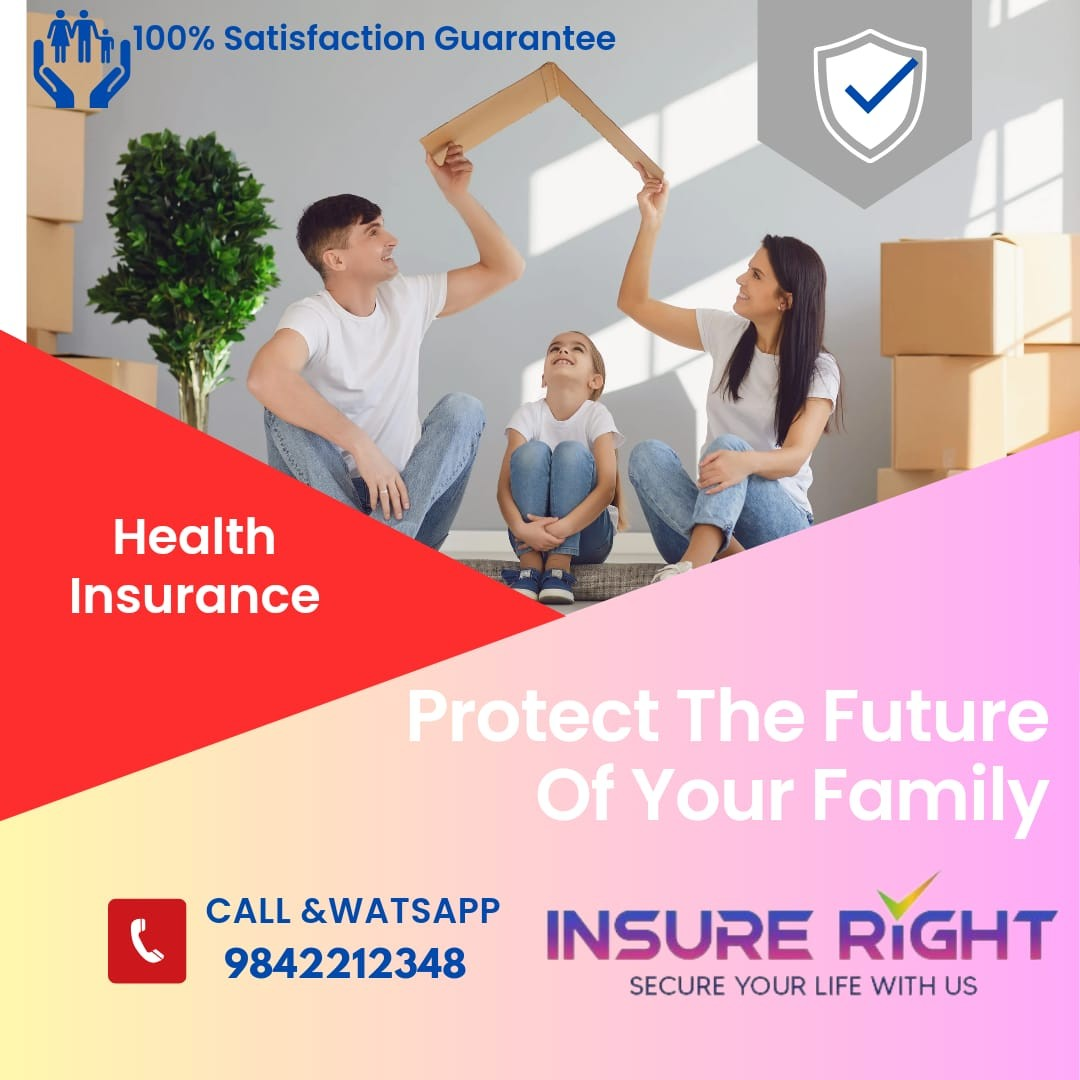 100% Satisfaction Guarantee
Health
Insurance
Protect The Future
Of Your Family
CALL &WATSAPP
9842212348
INSURE RIGHT
SECURE YOUR LIFE WITH US